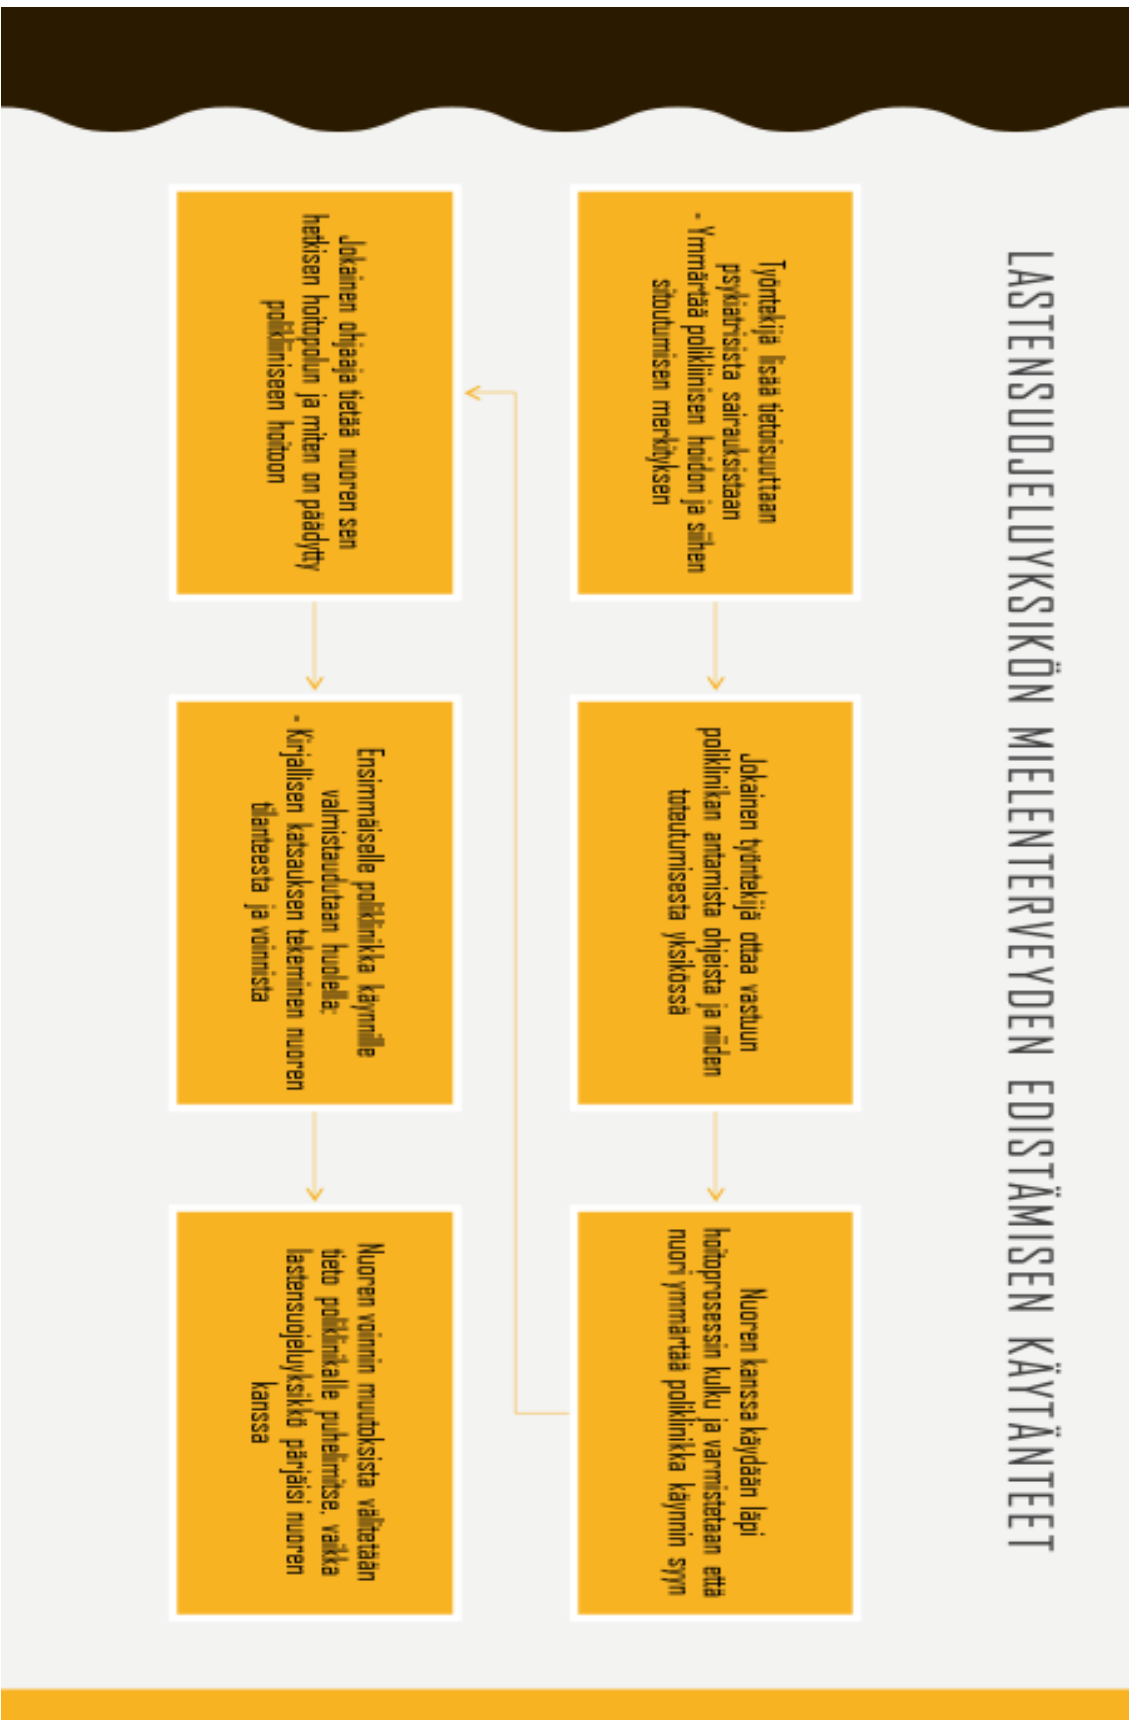 LASTENSUOJELUYKSIKÖN MIELENTERVEYDEN EDISTÄMISEN KÄYTÄNTEET
Työntekijä lisää tietoisuuttaan
psykiatrisista sairauksistaan
- Ymmärtää polikliinisen hoidon ja siihen
sitoutumisen merkityksen
Jokainen työntekijä ottaa vastuun
poliklinikan antamista ohjeista ja niiden
toteutumisesta yksikössä
Nuoren kanssa käydään läpi
hoitoprosessin kulku ja varmistetaan että
nuori ymmärtää poliklinikka käynnin syyn
Jokainen ohjaaja tietää nuoren sen
hetkisen hoitopolun ja miten on päädytty
polikliiniseen hoitoon
Ensimmäiselle poliklinikka käynnille
valmistaudutaan huolella;
- Kirjallisen katsauksen tekeminen nuoren
tilanteesta ja voinnista
Nuoren voinnin muutoksista välitetään
tieto poliklinikalle puhelimitse, vaikka
lastensuojeluyksikkö pärjäisi nuoren
kanssa